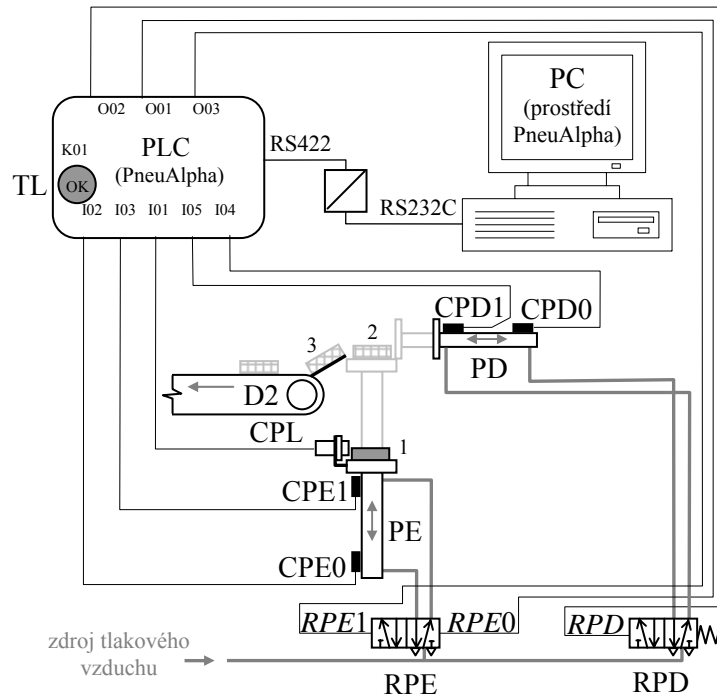 O02 O01 O03
K01
PLC
(PneuAlpha)
TL
OK
I02 I03 I01 I05 I04
RS422
RS232C
PC
(prostředí
PneuAlpha)
CPD1 CPD0
3
2
PD
D2
CPL
1
CPE1
PE
CPE0
RPE1
RPE0
RPD
zdroj tlakového
vzduchu
RPE
RPD